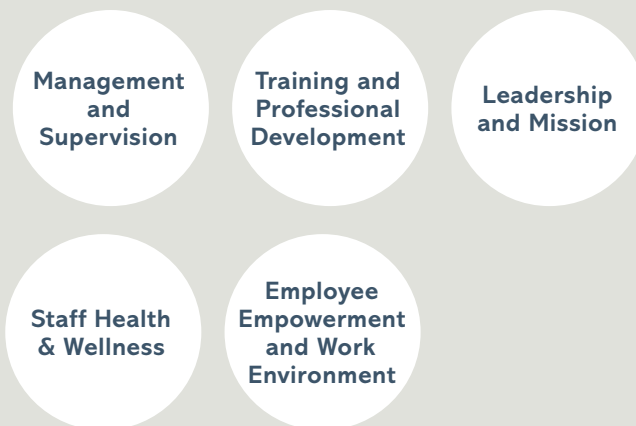 Management
and
Supervision
Training and
Professional
Development
Leadership
and Mission
Staff Health
& Wellness
Employee
Empowerment
and Work
Environment